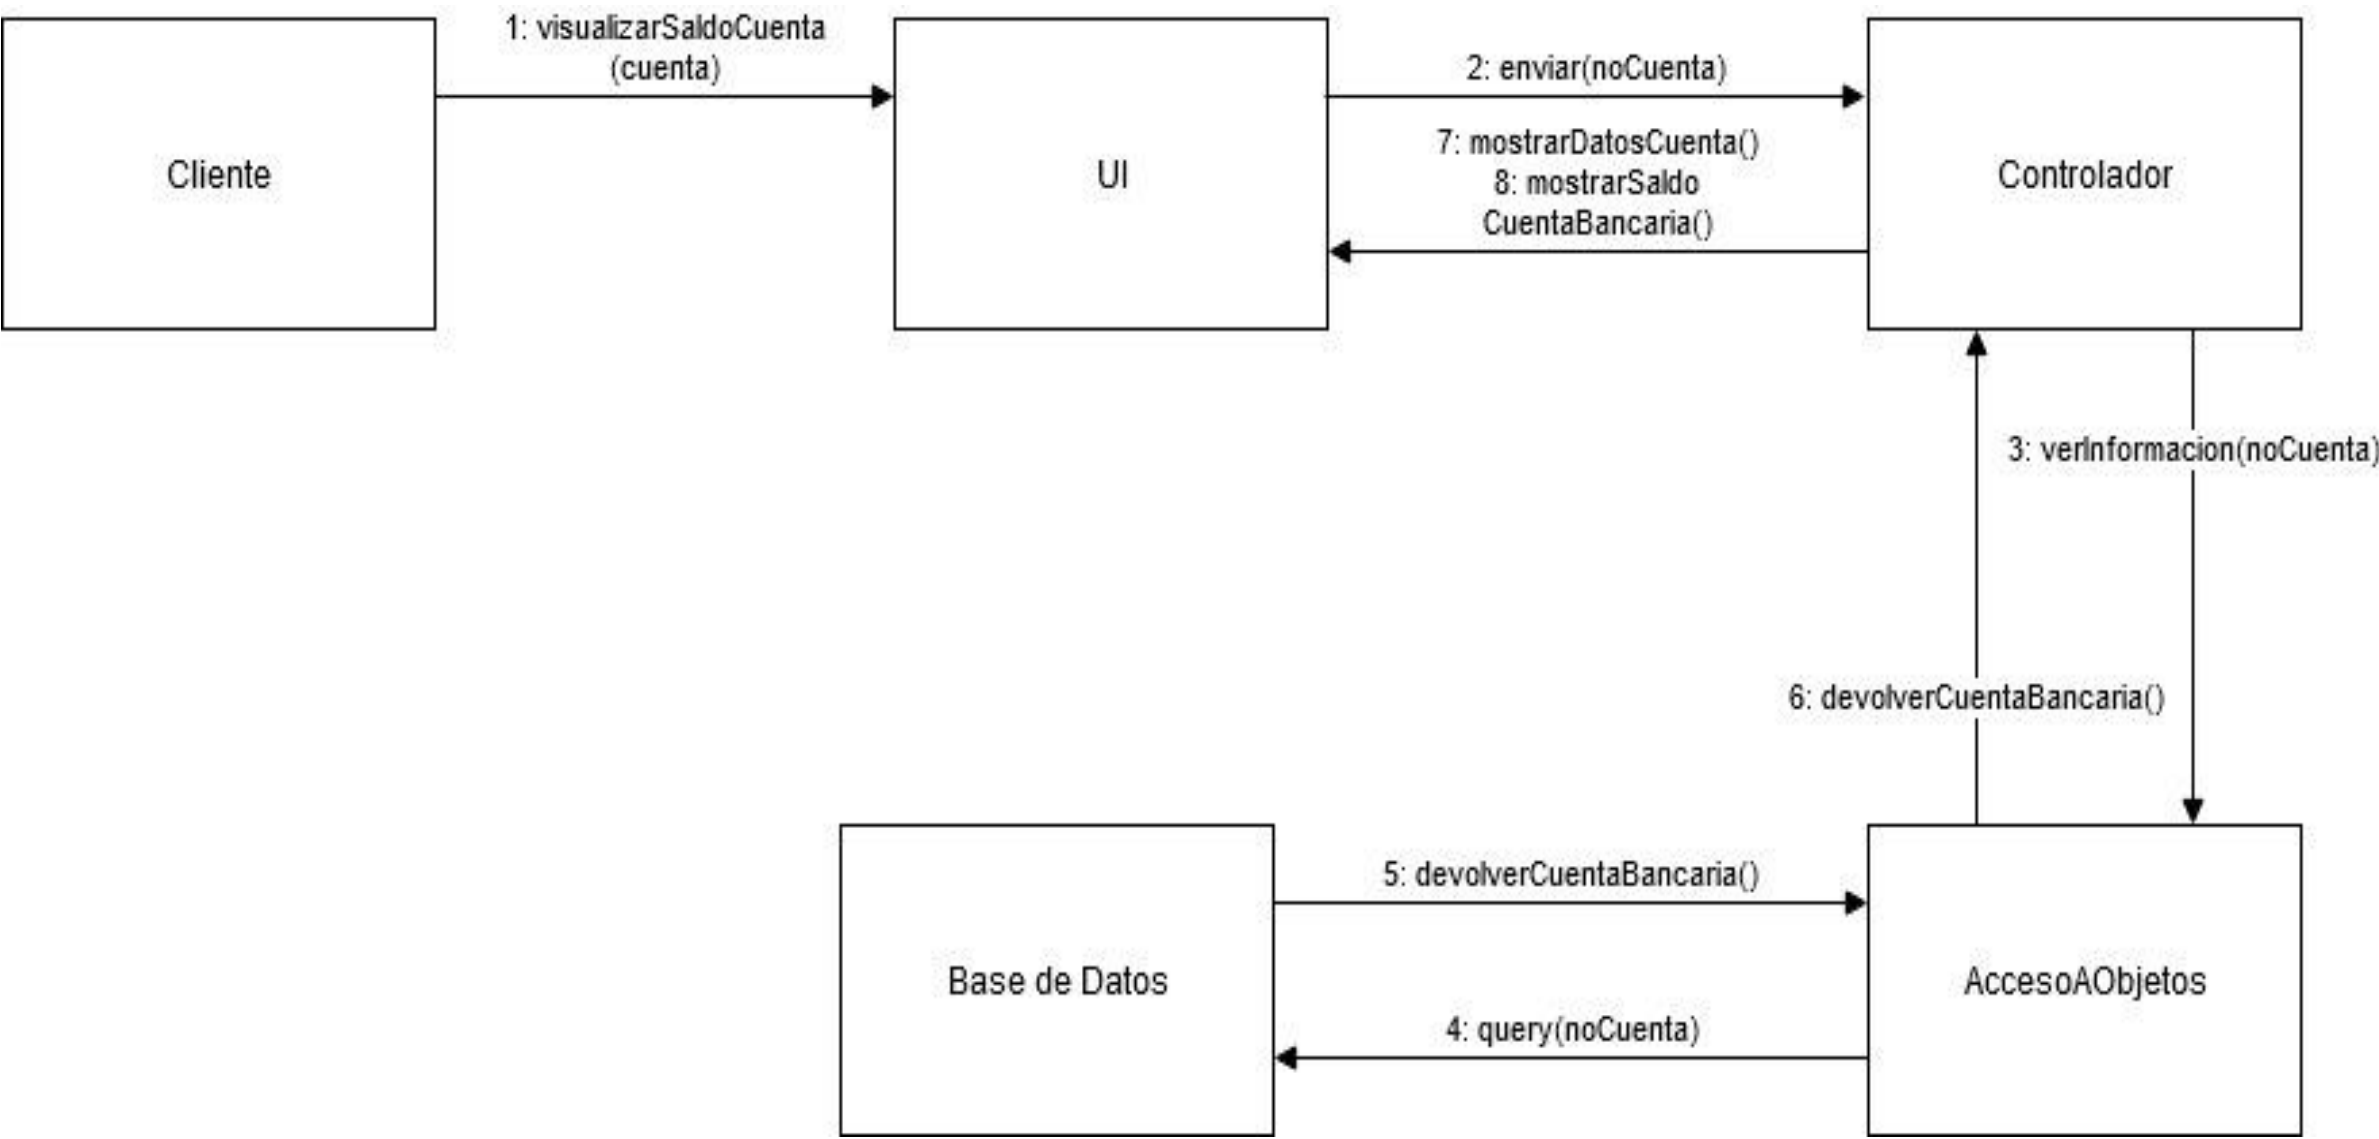 1: visualizarSaldoCuenta
(cuenta)
2: enviar(noCuenta)
7: mostrarDatosCuenta()
8: mostrarSaldo
CuentaBancaria()
Cliente
UI
Controlador
3: verInformacion(noCuenta)
6: devolverCuentaBancaria()
5: devolverCuentaBancaria()
Base de Datos
AccesoAObjetos
4: query(noCuenta)